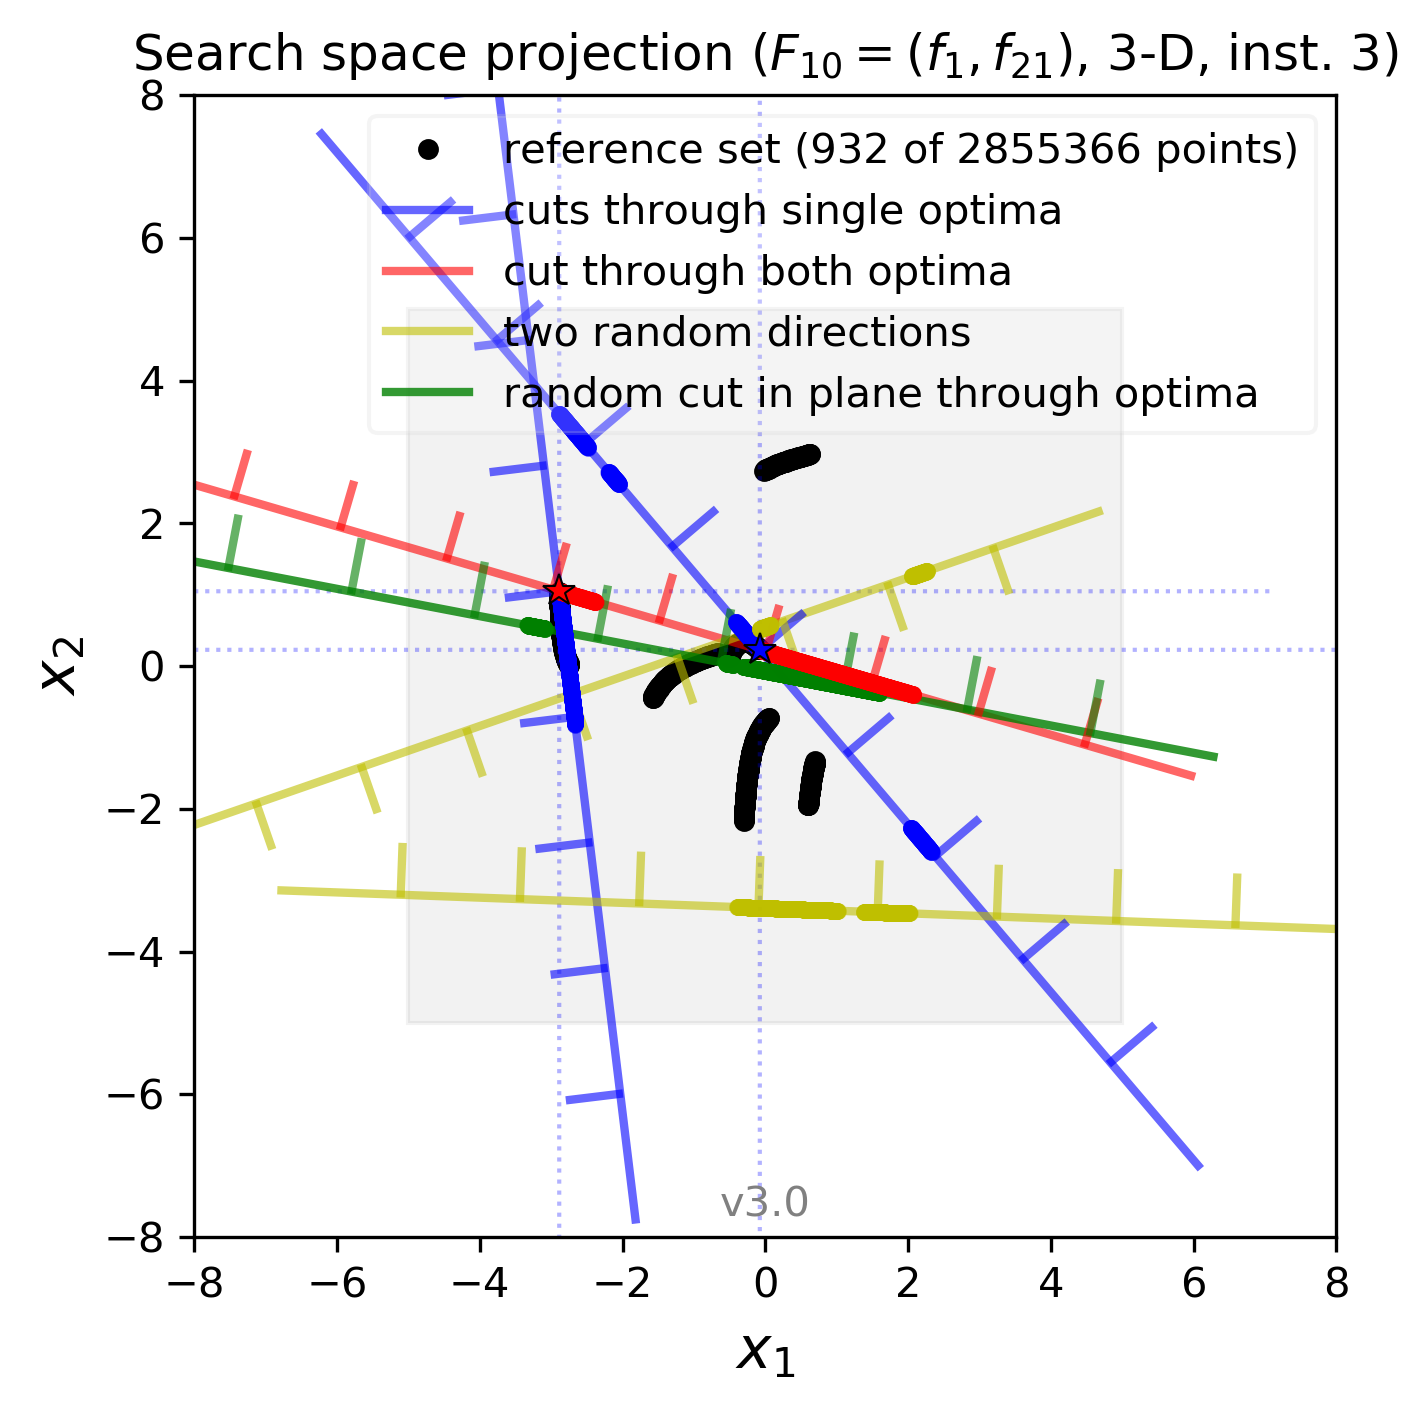 Search space projection (F₁₀ = (f₁, f₂₁), 3-D, inst. 3)
reference set (932 of 2855366 points)
cuts through single optima
cut through both optima
two random directions
random cut in plane through optima
8
6
4
2
0
−2
−4
−6
−8
x₂
v3.0
−8 −6 −4 −2 0 2 4 6 8
x₁